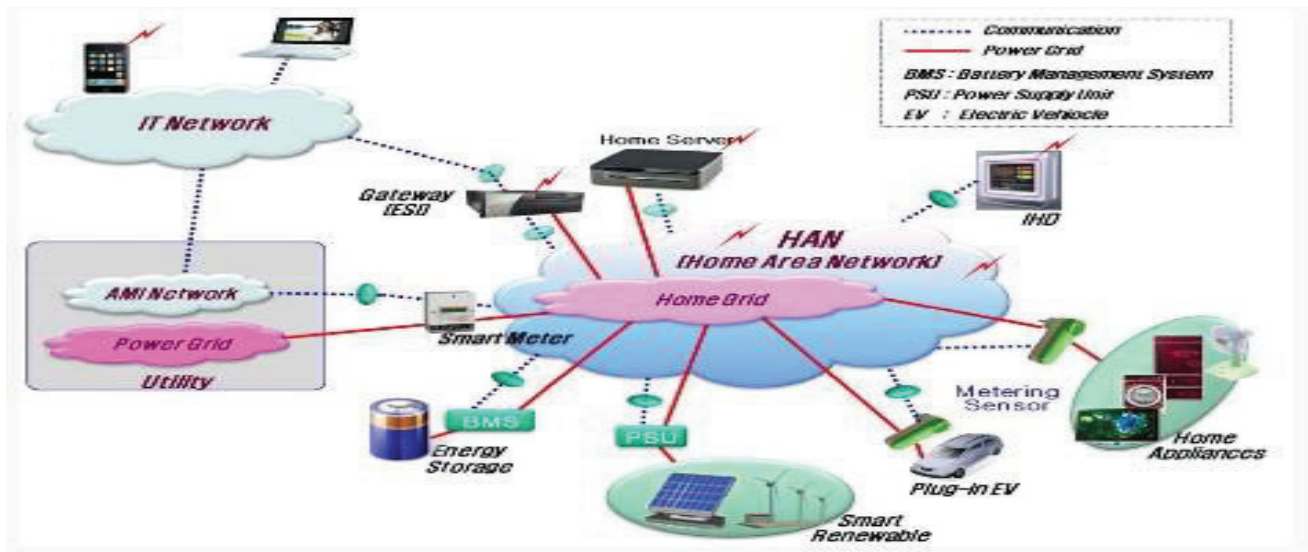 Communication
Power Grid
BMS : Battery Management System
PSU : Power Supply Unit
EV : Electric Vehiocle
IT Network
Home Server
Gateway
(ESI)
IHD
HAN
(Home Area Network)
AMI Network
Home Grid
Smart Meter
Power Grid
Utility
Metering
Sensor
BMS
PSU
Energy
Storage
Home
Appliances
Plug-in EV
Smart
Renewable